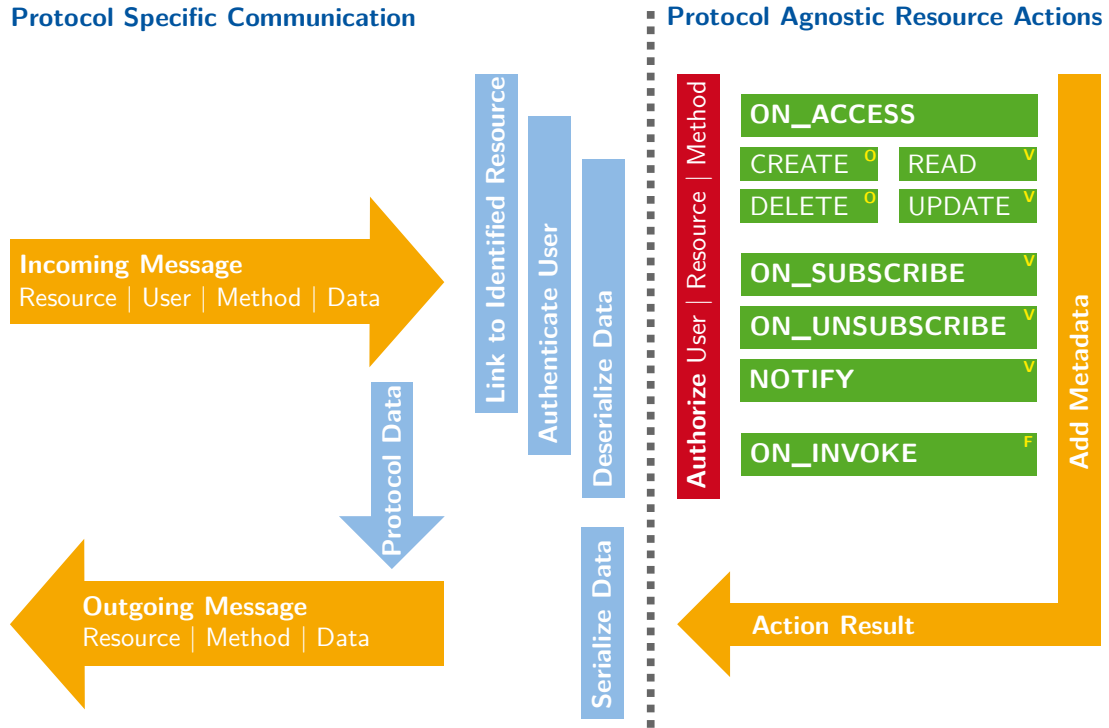 Protocol Specific Communication
Protocol Agnostic Resource Actions
Incoming Message
Resource | User | Method | Data
Protocol Data
Outgoing Message
Resource | Method | Data
Link to Identified Resource
Authenticate User
Deserialize Data
Serialize Data
Authorize User | Resource | Method
ON_ACCESS
CREATE O
READ V
DELETE O
UPDATE V
ON_SUBSCRIBE V
ON_UNSUBSCRIBE V
NOTIFY V
ON_INVOKE F
Add Metadata
Action Result